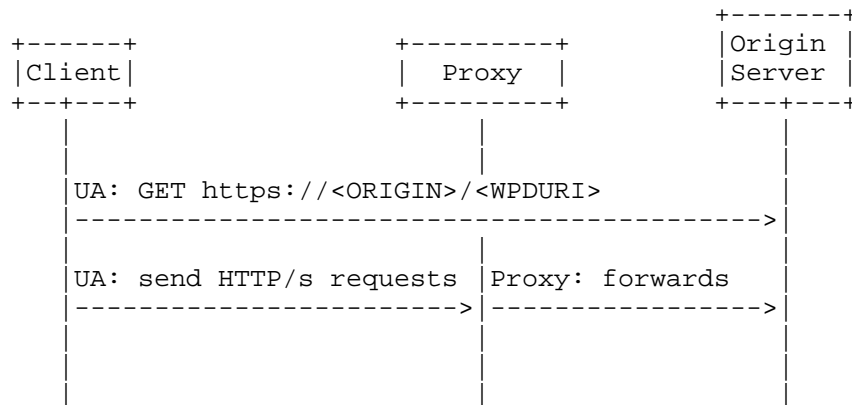 Origin
Client Proxy Server
UA: GET https://<ORIGIN>/<WPDURI>
UA: send HTTP/s requests Proxy: forwards